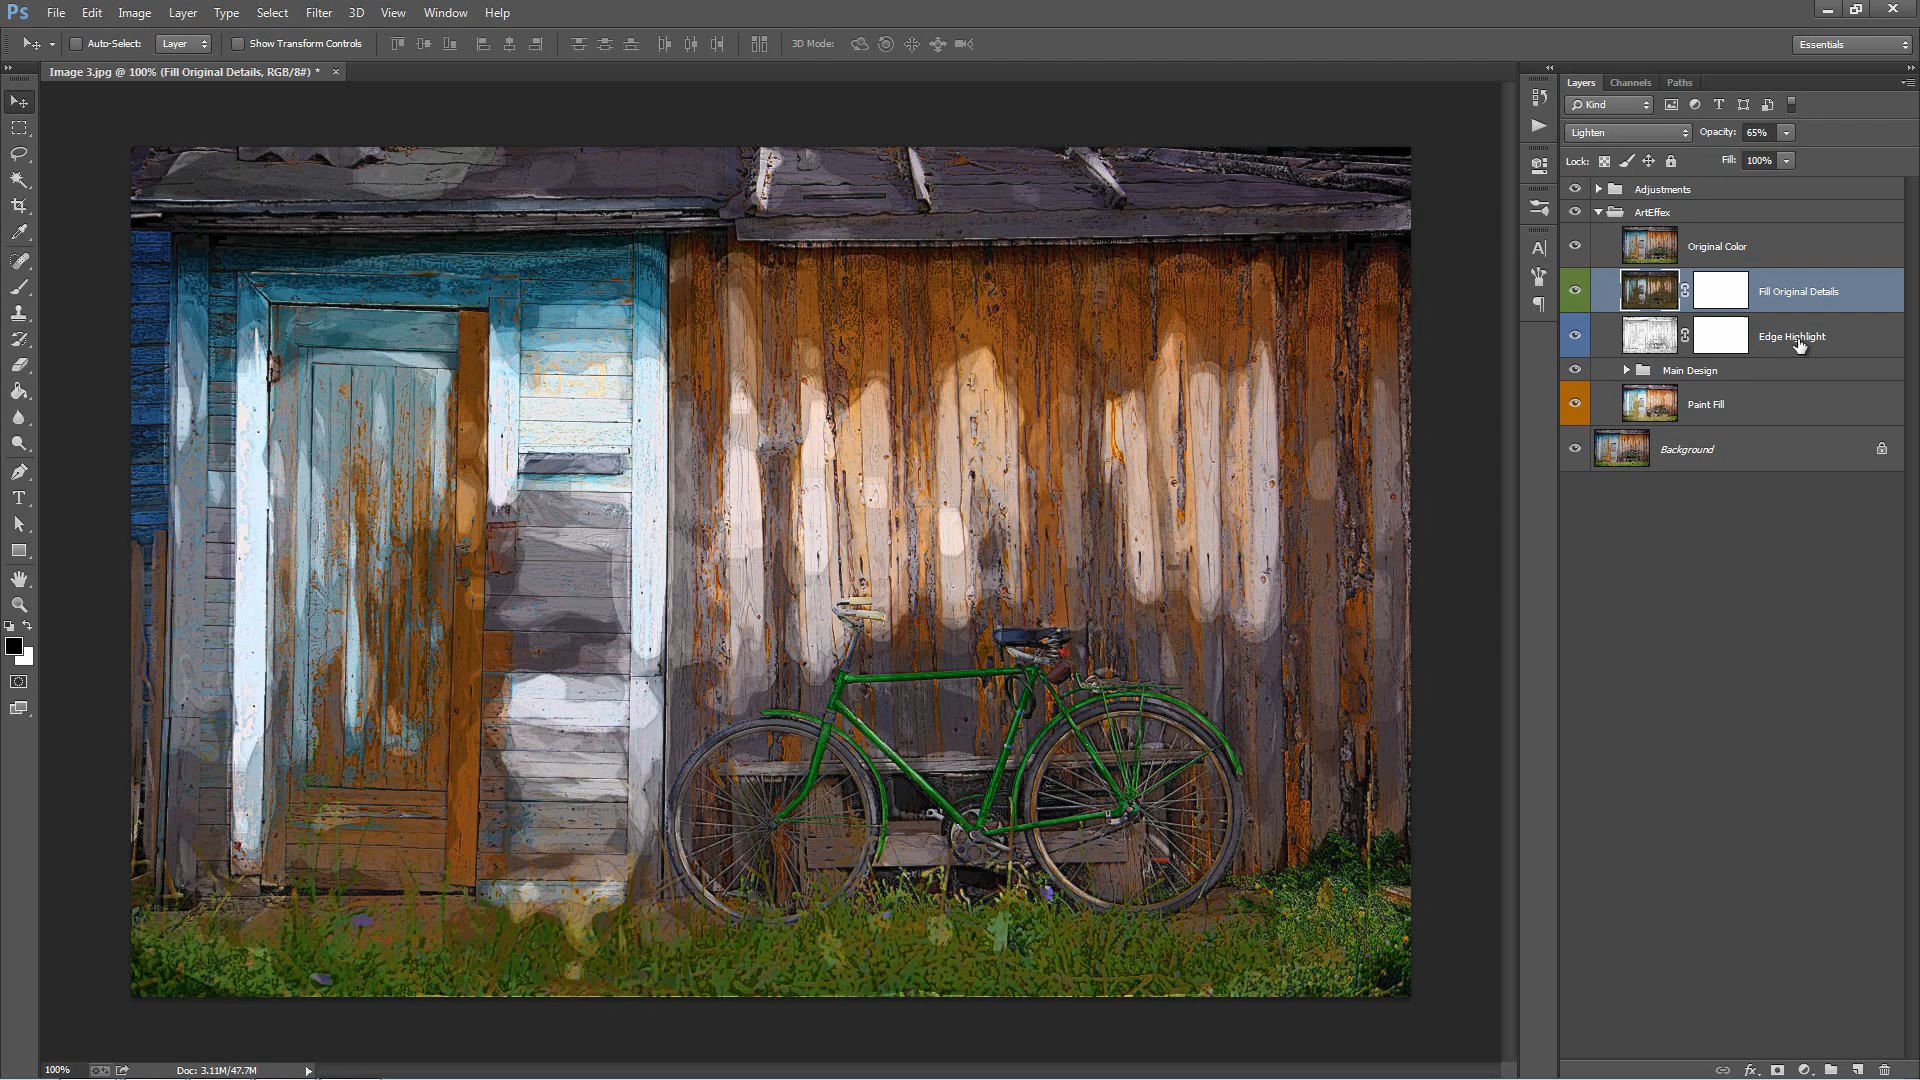 Ps File Edit Image Layer Type Select Filter 3D View Window Help
Auto-Select: Layer Show Transform Controls 3D Mode: Essentials
Image 3.jpg @ 100% (Fill Original Details, RGB/8#) * ×
Layers Channels Paths
Kind
Lighten Opacity: 65%
Lock: Fill: 100%
Adjustments
ArtEffex
Original Color
Fill Original Details
Edge Highlight
Main Design
Paint Fill
Background
100% Doc: 3.11M/47.7M